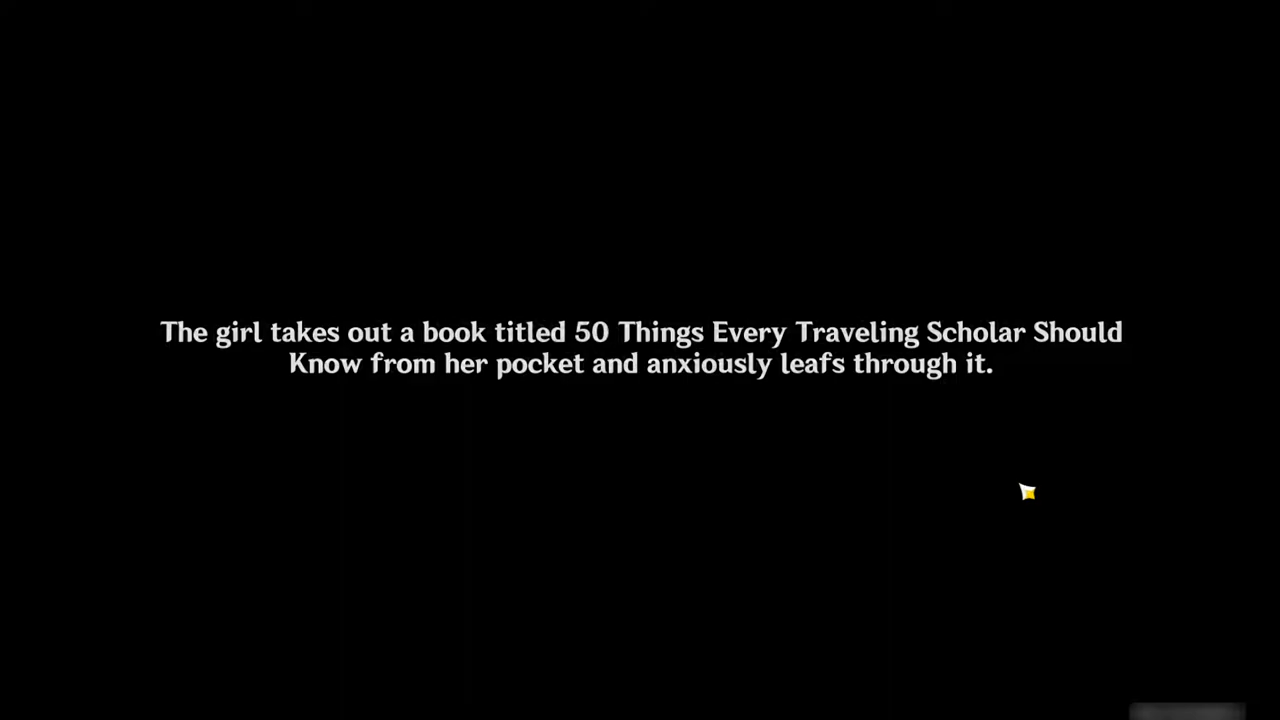 The girl takes out a book titled 50 Things Every Traveling Scholar Should
Know from her pocket and anxiously leafs through it.